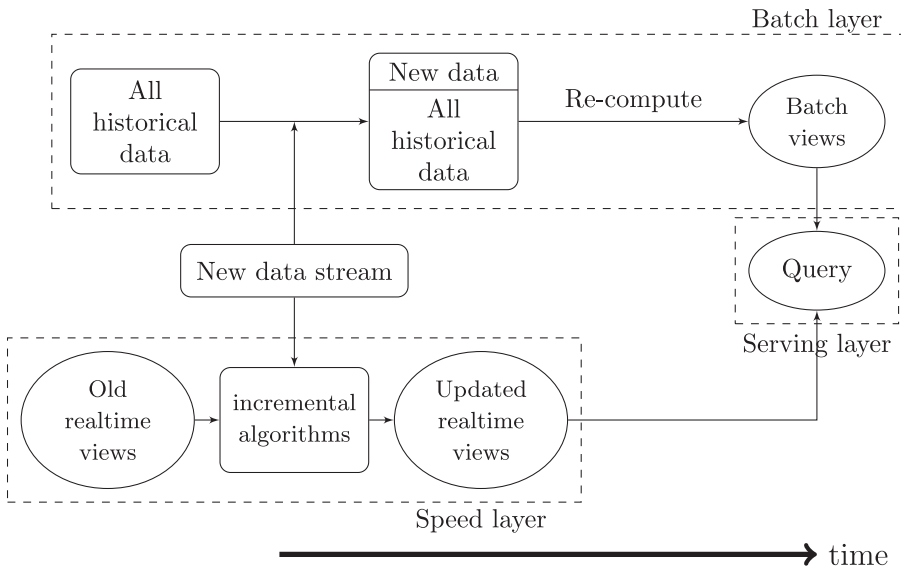 Batch layer
All
historical
data
New data
All
historical
data
Re-compute
Batch
views
New data stream
Query
Serving layer
Old
realtime
views
incremental
algorithms
Updated
realtime
views
Speed layer
time